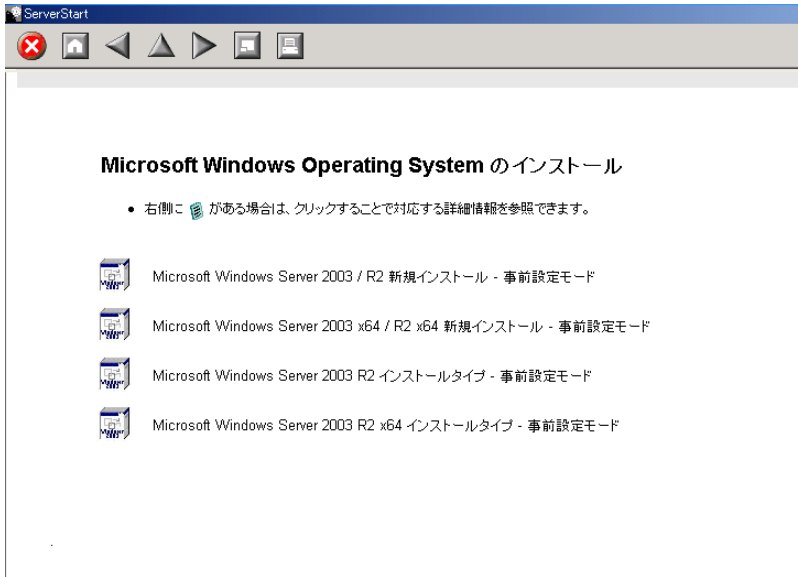 ServerStart
Microsoft Windows Operating System のインストール
• 右側に がある場合は、クリックすることで対応する詳細情報を参照できます。
Microsoft Windows Server 2003 / R2 新規インストール - 事前設定モード
Microsoft Windows Server 2003 x64 / R2 x64 新規インストール - 事前設定モード
Microsoft Windows Server 2003 R2 インストールタイプ - 事前設定モード
Microsoft Windows Server 2003 R2 x64 インストールタイプ - 事前設定モード